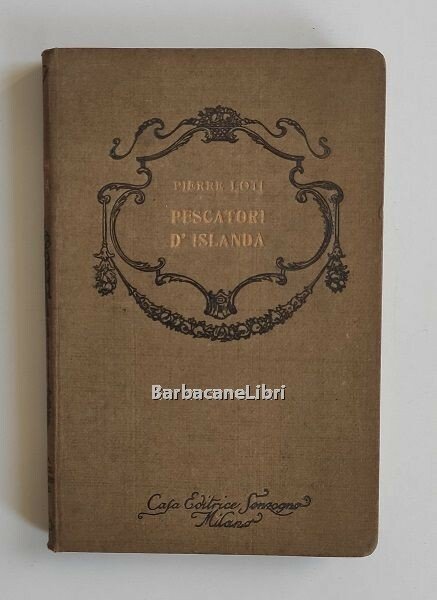 PIERRE LOTI
PESCATORI
D' ISLANDA
BarbacaneLibri
Casa Editrice Sonzogno
Milano